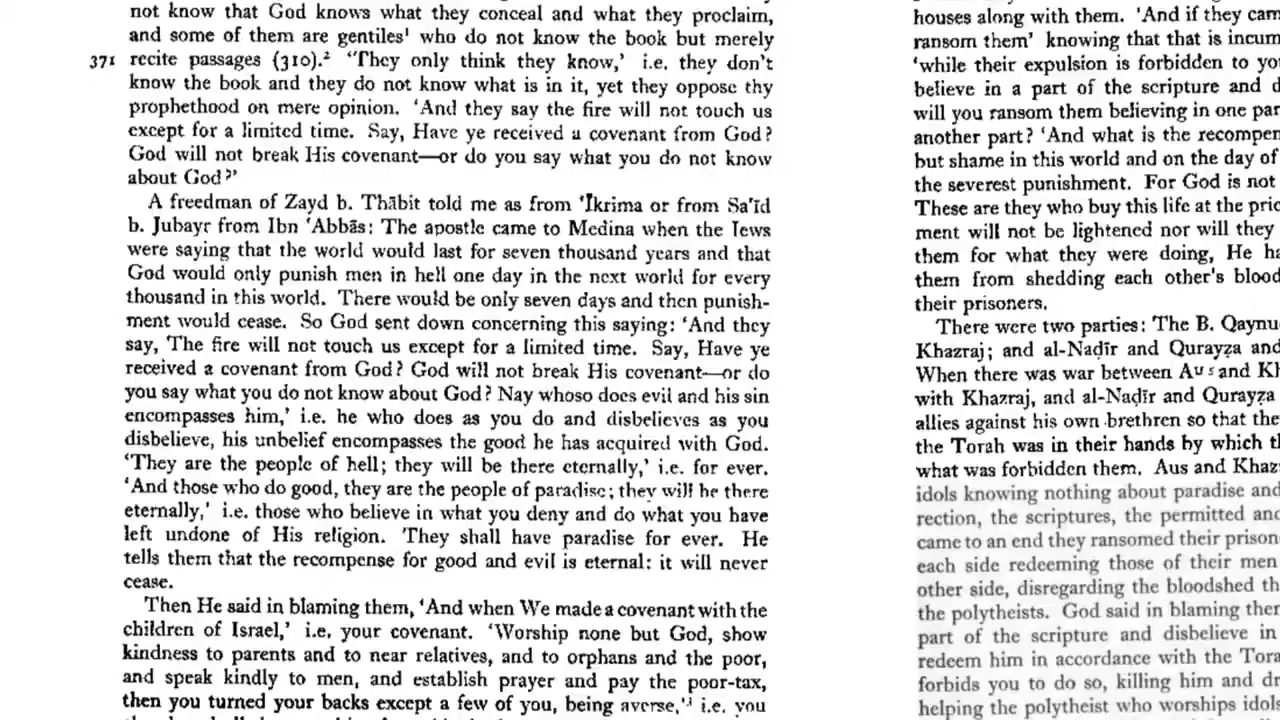 not know that God knows what they conceal and what they proclaim,
and some of them are gentiles¹ who do not know the book but merely
371 recite passages (310).² "They only think they know,' i.e. they don't
know the book and they do not know what is in it, yet they oppose thy
prophethood on mere opinion. 'And they say the fire will not touch us
except for a limited time. Say, Have ye received a covenant from God?
God will not break His covenant—or do you say what you do not know
about God?'
A freedman of Zayd b. Thābit told me as from 'Ikrima or from Sa'īd
b. Jubayr from Ibn 'Abbās: The apostle came to Medina when the Jews
were saying that the world would last for seven thousand years and that
God would only punish men in hell one day in the next world for every
thousand in this world. There would be only seven days and then punish-
ment would cease. So God sent down concerning this saying: 'And they
say, The fire will not touch us except for a limited time. Say, Have ye
received a covenant from God? God will not break His covenant—or do
you say what you do not know about God? Nay whoso does evil and his sin
encompasses him,' i.e. he who does as you do and disbelieves as you
disbelieve, his unbelief encompasses the good he has acquired with God.
'They are the people of hell; they will be there eternally,' i.e. for ever.
'And those who do good, they are the people of paradise; they will be there
eternally,' i.e. those who believe in what you deny and do what you have
left undone of His religion. They shall have paradise for ever. He
tells them that the recompense for good and evil is eternal: it will never
cease.
Then He said in blaming them, 'And when We made a covenant with the
children of Israel,' i.e. your covenant. 'Worship none but God, show
kindness to parents and to near relatives, and to orphans and the poor,
and speak kindly to men, and establish prayer and pay the poor-tax,
then you turned your backs except a few of you, being averse,'³ i.e. you
houses along with them. 'And if they cam
ransom them' knowing that that is incum
'while their expulsion is forbidden to yo
believe in a part of the scripture and d
will you ransom them believing in one par
another part? 'And what is the recompen
but shame in this world and on the day of
the severest punishment. For God is not
These are they who buy this life at the pric
ment will not be lightened nor will they
them for what they were doing, He ha
them from shedding each other's blood
their prisoners.
There were two parties: The B. Qaynu
Khazraj; and al-Naḍīr and Qurayẓa and
When there was war between Aus and Kh
with Khazraj, and al-Naḍīr and Qurayẓa
allies against his own brethren so that the
the Torah was in their hands by which th
what was forbidden them. Aus and Khaz
idols knowing nothing about paradise and
rection, the scriptures, the permitted and
came to an end they ransomed their prison
each side redeeming those of their men
other side, disregarding the bloodshed th
the polytheists. God said in blaming them
part of the scripture and disbelieve in
redeem him in accordance with the Tora
forbids you to do so, killing him and dr
helping the polytheist who worships idols